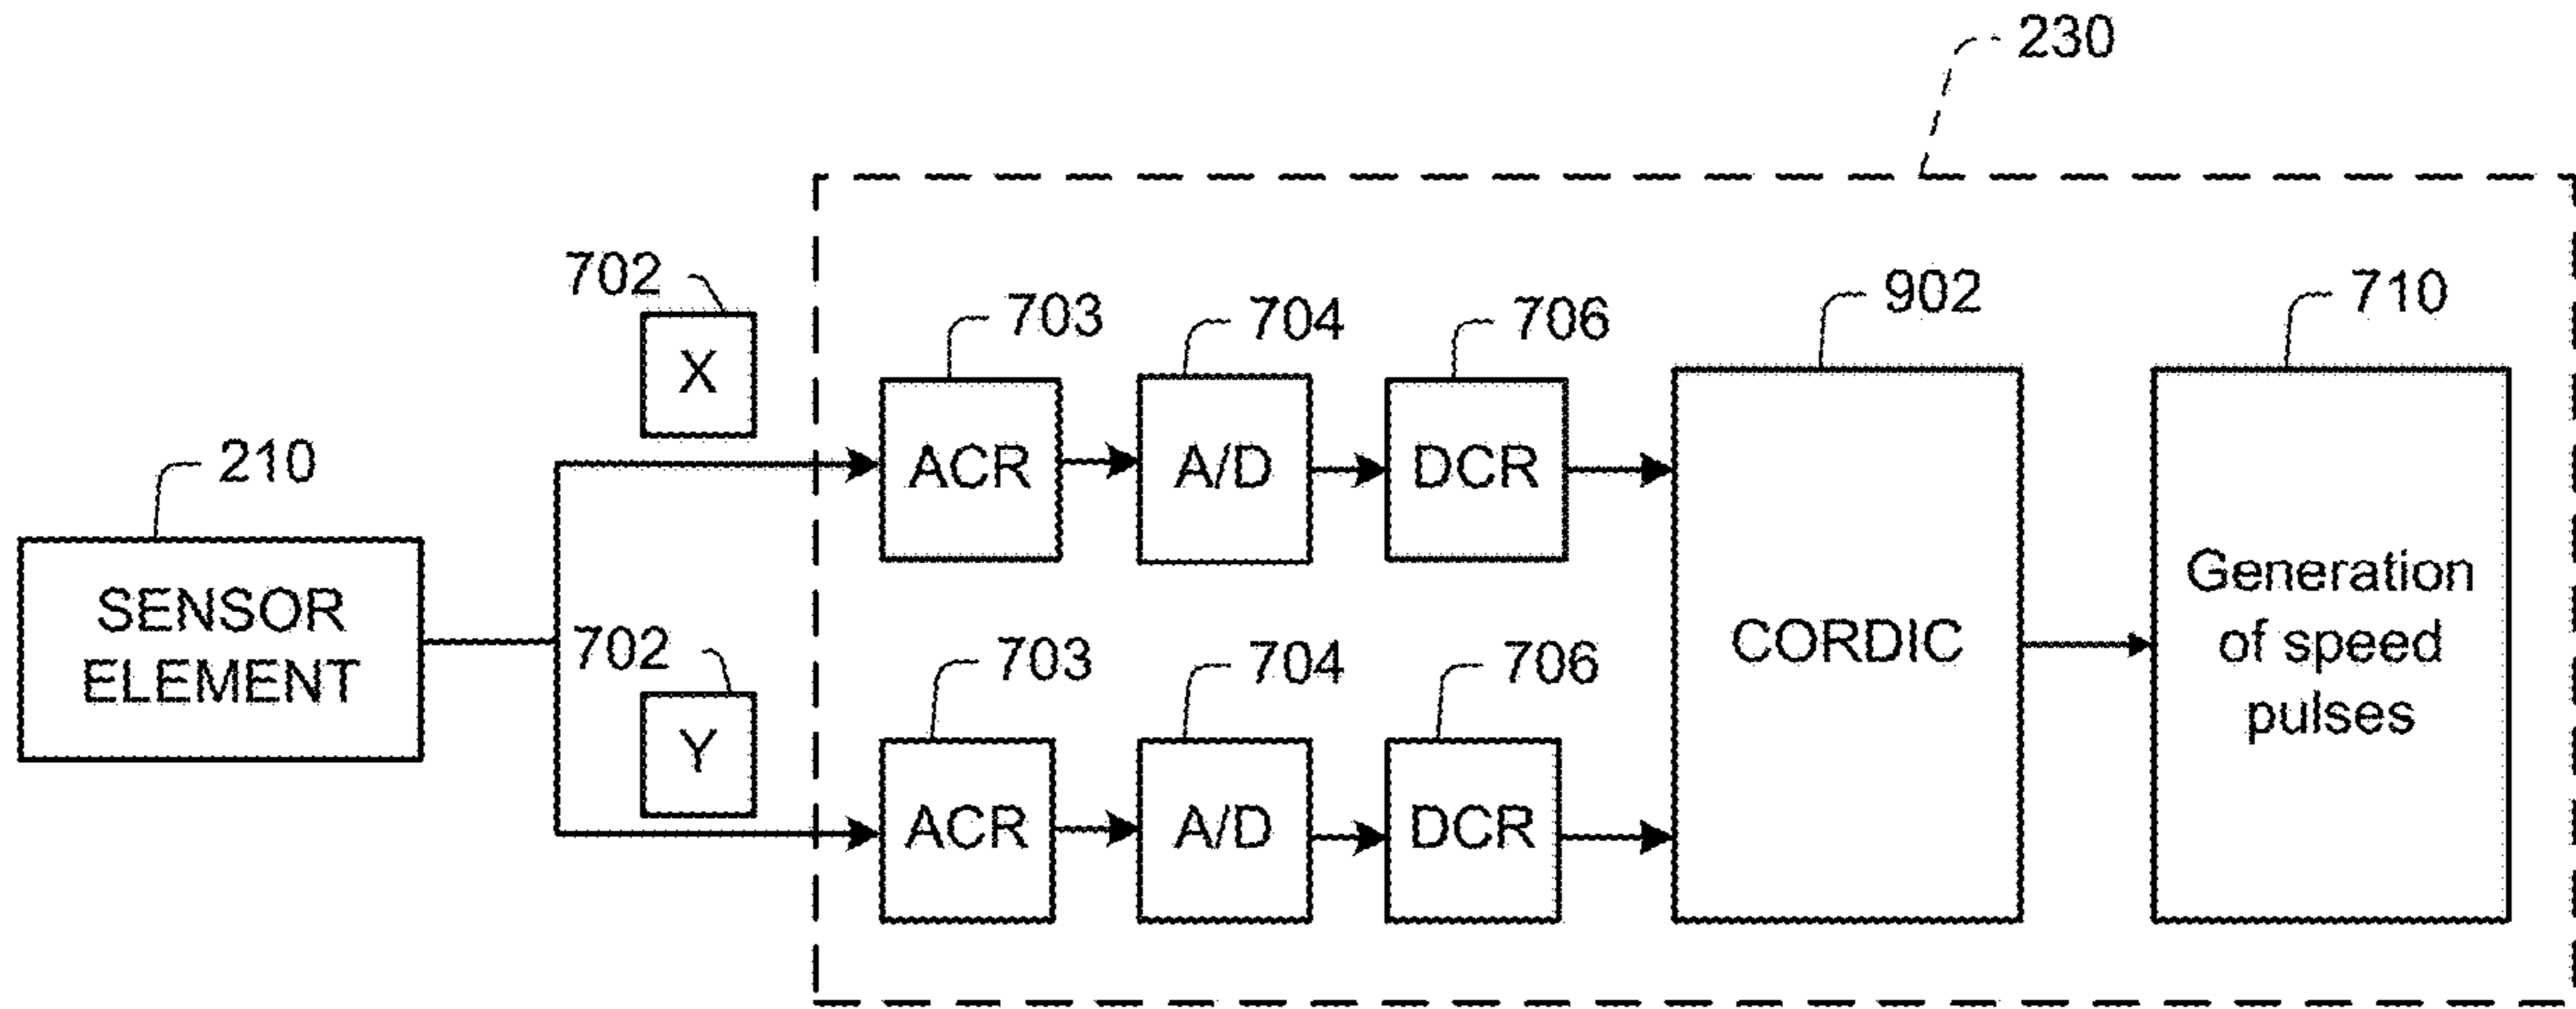 230
702
X
703
704
706
902
710
210
ACR
A/D
DCR
SENSOR
ELEMENT
CORDIC
Generation
of speed
pulses
702
Y
703
704
706
ACR
A/D
DCR